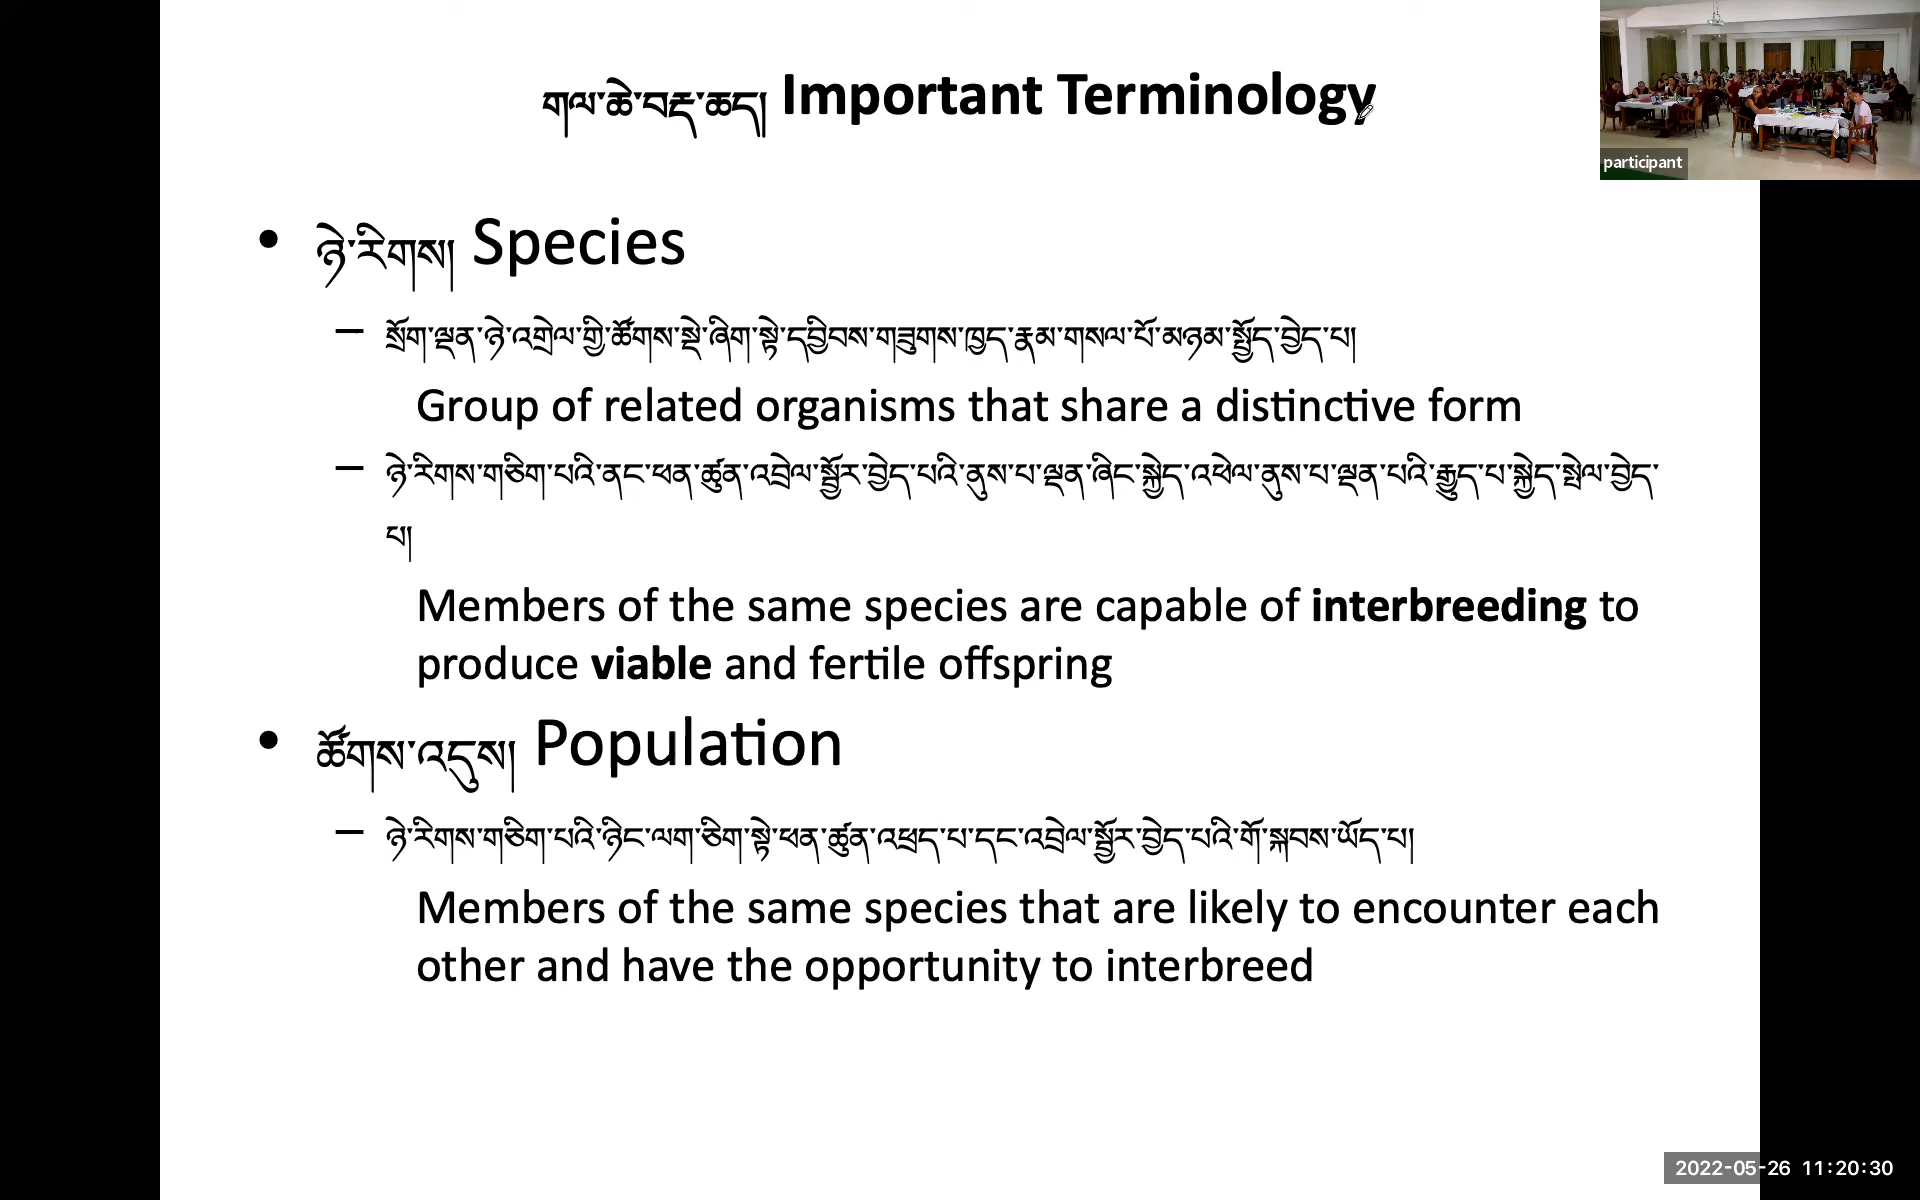 གལ་ཆེ་བརྡ་ཆད། Important Terminology
participant
• ཉེ་རིགས། Species
– སྲོག་ལྡན་ཉེ་འགྲེལ་གྱི་ཚོགས་སྡེ་ཞིག་སྟེ་དབྱིབས་གཟུགས་ཁྱད་རྣམ་གསལ་པོ་མཉམ་སྤྱོད་བྱེད་པ།
Group of related organisms that share a distinctive form
– ཉེ་རིགས་གཅིག་པའི་ནང་ཕན་ཚུན་འབྲེལ་སྦྱོར་བྱེད་པའི་ནུས་པ་ལྡན་ཞིང་སྐྱེད་འཕེལ་ནུས་པ་ལྡན་པའི་རྒྱུད་པ་སྐྱེད་སྤེལ་བྱེད་
པ།
Members of the same species are capable of interbreeding to
produce viable and fertile offspring
• ཚོགས་འདུས། Population
– ཉེ་རིགས་གཅིག་པའི་ཉིང་ལག་ཅིག་སྟེ་ཕན་ཚུན་འཕྲད་པ་དང་འབྲེལ་སྦྱོར་བྱེད་པའི་གོ་སྐབས་ཡོད་པ།
Members of the same species that are likely to encounter each
other and have the opportunity to interbreed
2022-05-26 11:20:30